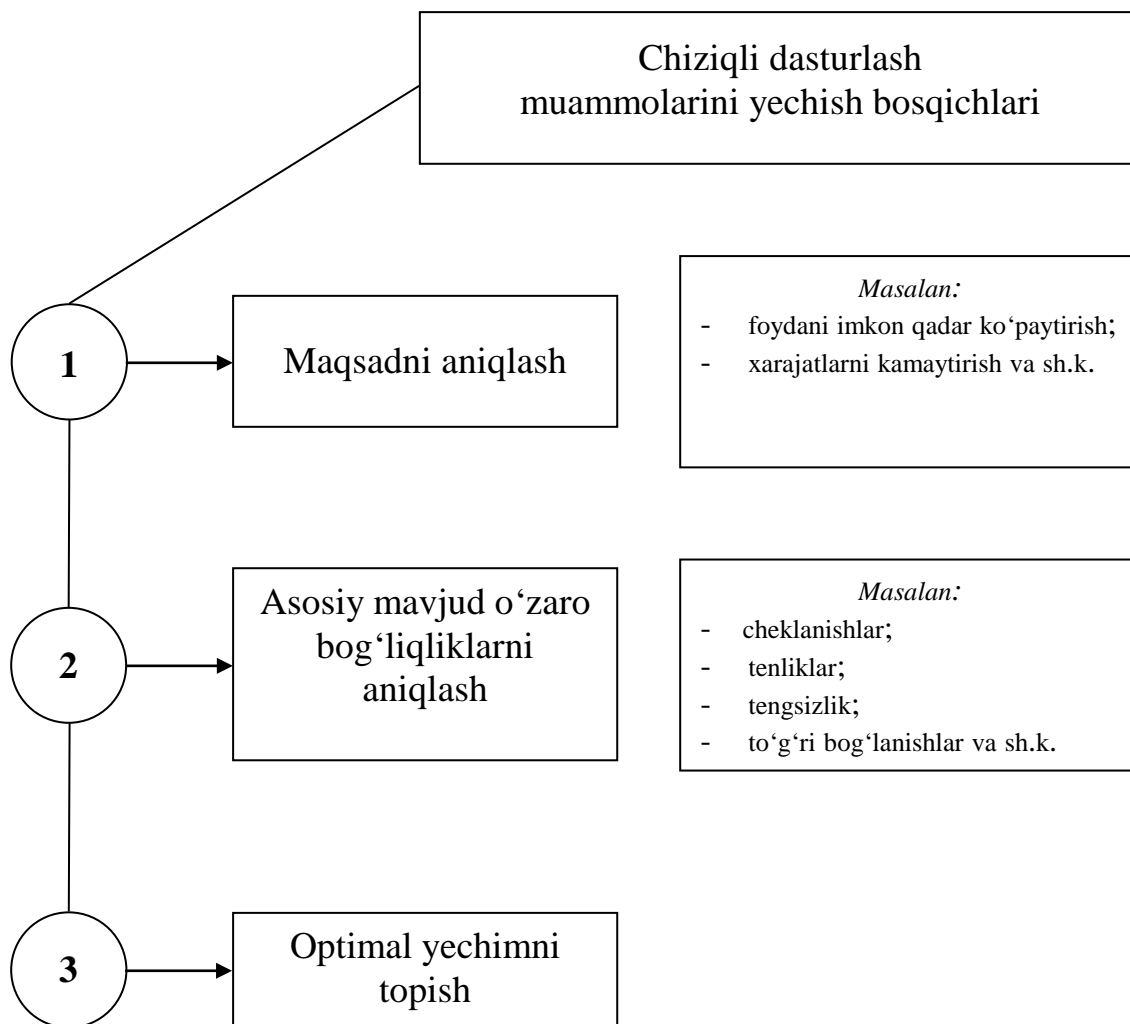 Chiziqli dasturlash
muammolarini yechish bosqichlari
1
Maqsadni aniqlash
Masalan:
- foydani imkon qadar ko‘paytirish;
- xarajatlarni kamaytirish va sh.k.
2
Asosiy mavjud o‘zaro
bog‘liqliklarni
aniqlash
Masalan:
- cheklanishlar;
- tenliklar;
- tengsizlik;
- to‘g‘ri bog‘lanishlar va sh.k.
3
Optimal yechimni
topish